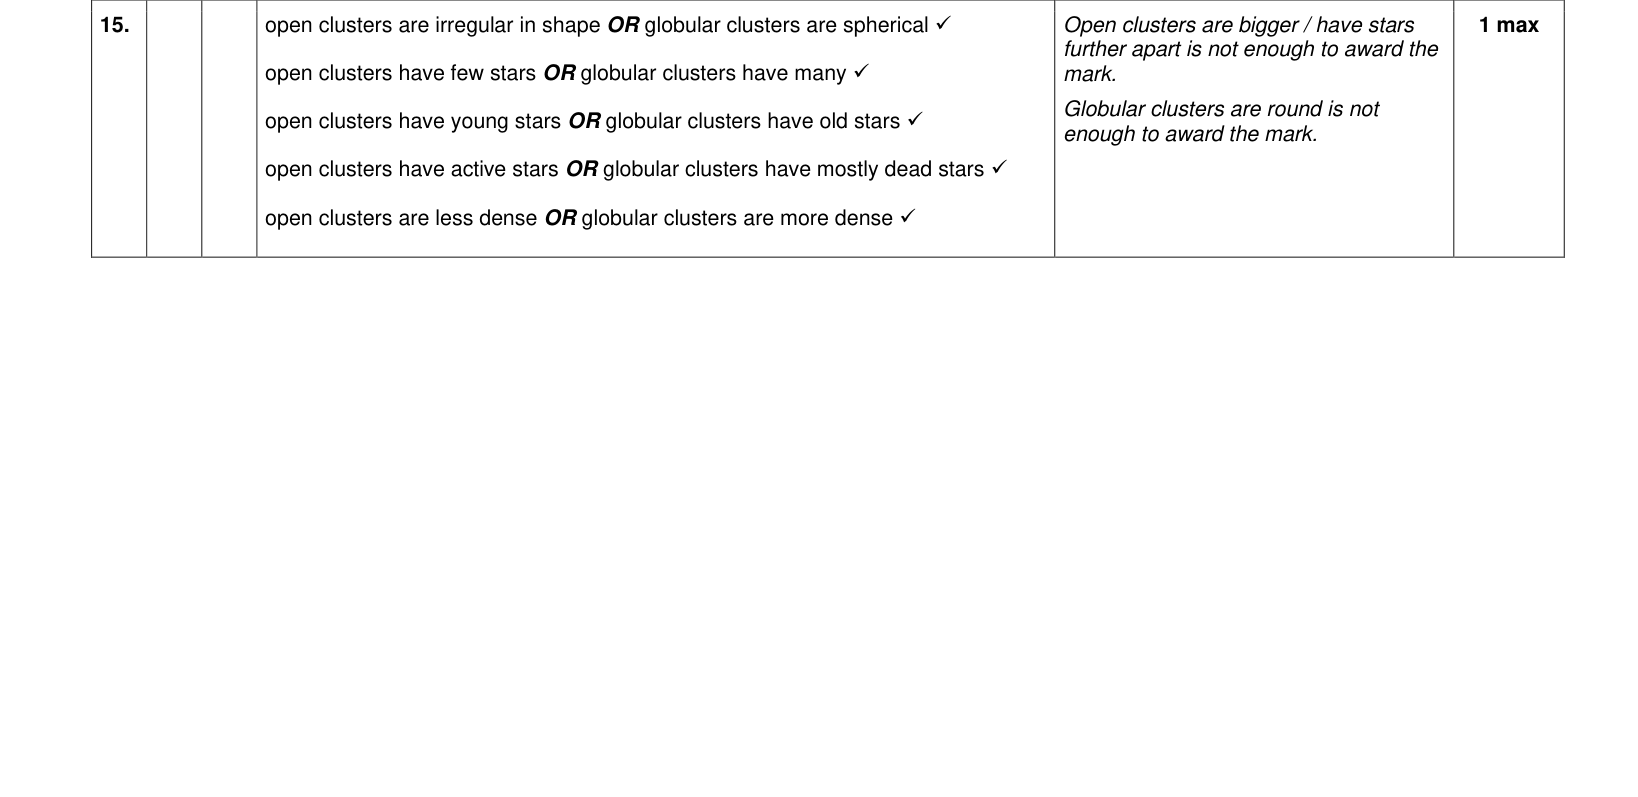 15.
open clusters are irregular in shape OR globular clusters are spherical ✓
open clusters have few stars OR globular clusters have many ✓
open clusters have young stars OR globular clusters have old stars ✓
open clusters have active stars OR globular clusters have mostly dead stars ✓
open clusters are less dense OR globular clusters are more dense ✓
Open clusters are bigger / have stars
further apart is not enough to award the
mark.
Globular clusters are round is not
enough to award the mark.
1 max